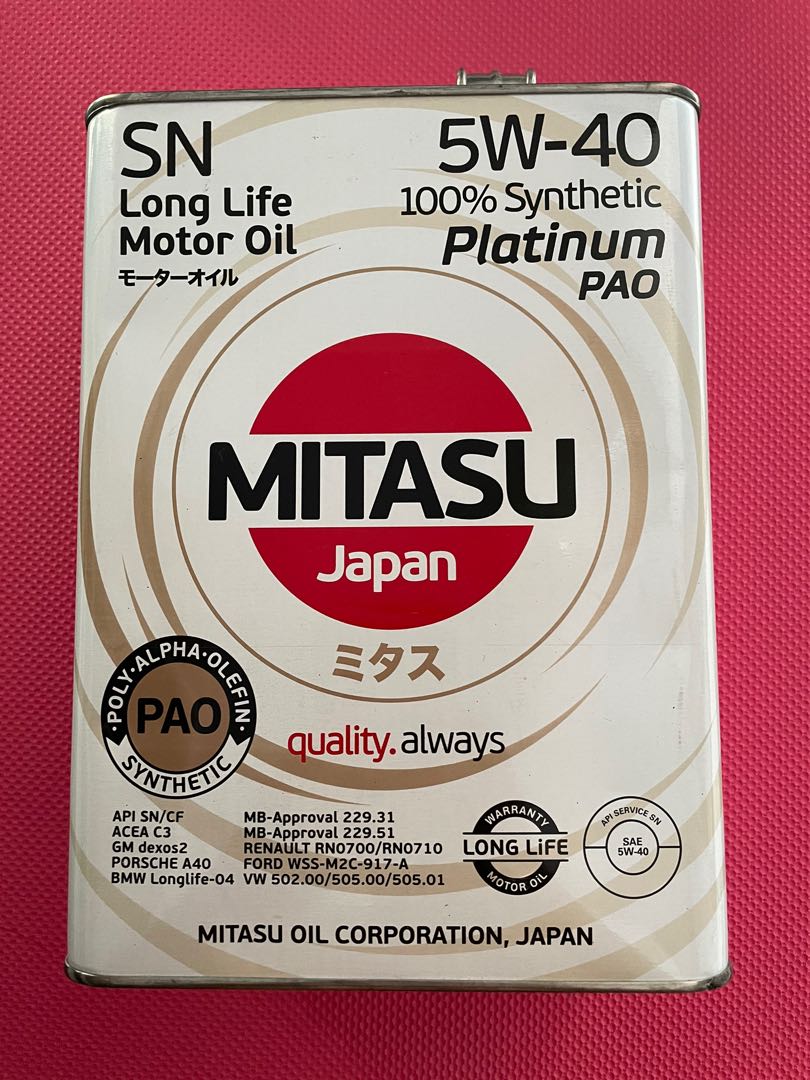 SN
Long Life
Motor Oil
モーターオイル
5W-40
100% Synthetic
Platinum
PAO
MITASU
Japan
ミタス
·POLY·ALPHA·OLEFIN·
PAO
SYNTHETIC
quality.always
API SN/CF
ACEA C3
GM dexos2
PORSCHE A40
BMW Longlife-04
MB-Approval 229.31
MB-Approval 229.51
RENAULT RN0700/RN0710
FORD WSS-M2C-917-A
VW 502.00/505.00/505.01
WARRANTY
LONG LiFE
MOTOR OiL
API SERVICE SN
SAE
5W-40
MITASU OIL CORPORATION, JAPAN